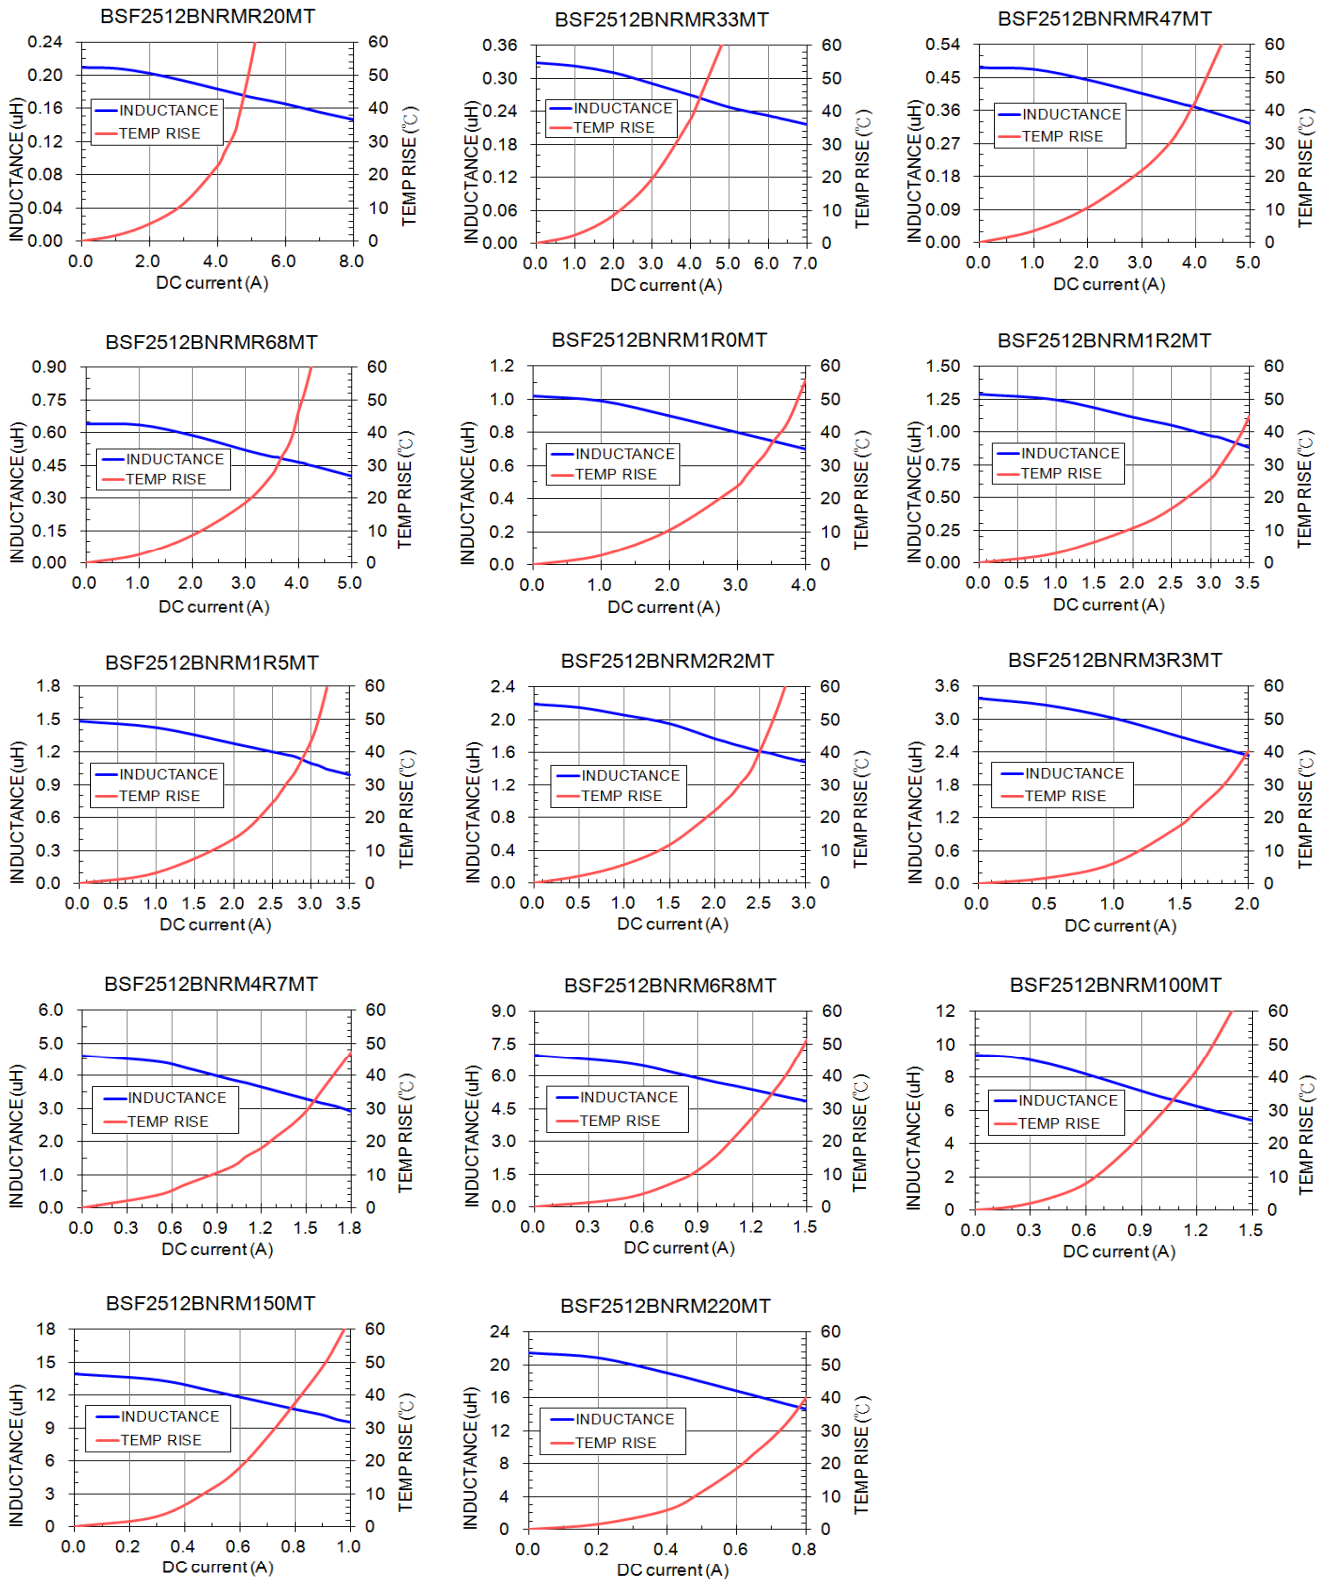 BSF2512BNRMR20MT
INDUCTANCE (uH)
0.24
0.20
0.16
0.12
0.08
0.04
0.00
INDUCTANCE
TEMP RISE
60
50
40
30
20
10
0
TEMP RISE (℃)
0.0 2.0 4.0 6.0 8.0
DC current (A)
BSF2512BNRMR33MT
INDUCTANCE (uH)
0.36
0.30
0.24
0.18
0.12
0.06
0.00
INDUCTANCE
TEMP RISE
60
50
40
30
20
10
0
TEMP RISE (℃)
0.0 1.0 2.0 3.0 4.0 5.0 6.0 7.0
DC current (A)
BSF2512BNRMR47MT
INDUCTANCE (uH)
0.54
0.45
0.36
0.27
0.18
0.09
0.00
INDUCTANCE
TEMP RISE
60
50
40
30
20
10
0
TEMP RISE (℃)
0.0 1.0 2.0 3.0 4.0 5.0
DC current (A)
BSF2512BNRMR68MT
INDUCTANCE (uH)
0.90
0.75
0.60
0.45
0.30
0.15
0.00
INDUCTANCE
TEMP RISE
60
50
40
30
20
10
0
TEMP RISE (℃)
0.0 1.0 2.0 3.0 4.0 5.0
DC current (A)
BSF2512BNRM1R0MT
INDUCTANCE (uH)
1.2
1.0
0.8
0.6
0.4
0.2
0.0
INDUCTANCE
TEMP RISE
60
50
40
30
20
10
0
TEMP RISE (℃)
0.0 1.0 2.0 3.0 4.0
DC current (A)
BSF2512BNRM1R2MT
INDUCTANCE (uH)
1.50
1.25
1.00
0.75
0.50
0.25
0.00
INDUCTANCE
TEMP RISE
60
50
40
30
20
10
0
TEMP RISE (℃)
0.0 0.5 1.0 1.5 2.0 2.5 3.0 3.5
DC current (A)
BSF2512BNRM1R5MT
INDUCTANCE (uH)
1.8
1.5
1.2
0.9
0.6
0.3
0.0
INDUCTANCE
TEMP RISE
60
50
40
30
20
10
0
TEMP RISE (℃)
0.0 0.5 1.0 1.5 2.0 2.5 3.0 3.5
DC current (A)
BSF2512BNRM2R2MT
INDUCTANCE (uH)
2.4
2.0
1.6
1.2
0.8
0.4
0.0
INDUCTANCE
TEMP RISE
60
50
40
30
20
10
0
TEMP RISE (℃)
0.0 0.5 1.0 1.5 2.0 2.5 3.0
DC current (A)
BSF2512BNRM3R3MT
INDUCTANCE (uH)
3.6
3.0
2.4
1.8
1.2
0.6
0.0
INDUCTANCE
TEMP RISE
60
50
40
30
20
10
0
TEMP RISE (℃)
0.0 0.5 1.0 1.5 2.0
DC current (A)
BSF2512BNRM4R7MT
INDUCTANCE (uH)
6.0
5.0
4.0
3.0
2.0
1.0
0.0
INDUCTANCE
TEMP RISE
60
50
40
30
20
10
0
TEMP RISE (℃)
0.0 0.3 0.6 0.9 1.2 1.5 1.8
DC current (A)
BSF2512BNRM6R8MT
INDUCTANCE (uH)
9.0
7.5
6.0
4.5
3.0
1.5
0.0
INDUCTANCE
TEMP RISE
60
50
40
30
20
10
0
TEMP RISE (℃)
0.0 0.3 0.6 0.9 1.2 1.5
DC current (A)
BSF2512BNRM100MT
INDUCTANCE (uH)
12
10
8
6
4
2
0
INDUCTANCE
TEMP RISE
60
50
40
30
20
10
0
TEMP RISE (℃)
0.0 0.3 0.6 0.9 1.2 1.5
DC current (A)
BSF2512BNRM150MT
INDUCTANCE (uH)
18
15
12
9
6
3
0
INDUCTANCE
TEMP RISE
60
50
40
30
20
10
0
TEMP RISE (℃)
0.0 0.2 0.4 0.6 0.8 1.0
DC current (A)
BSF2512BNRM220MT
INDUCTANCE (uH)
24
20
16
12
8
4
0
INDUCTANCE
TEMP RISE
60
50
40
30
20
10
0
TEMP RISE (℃)
0.0 0.2 0.4 0.6 0.8
DC current (A)